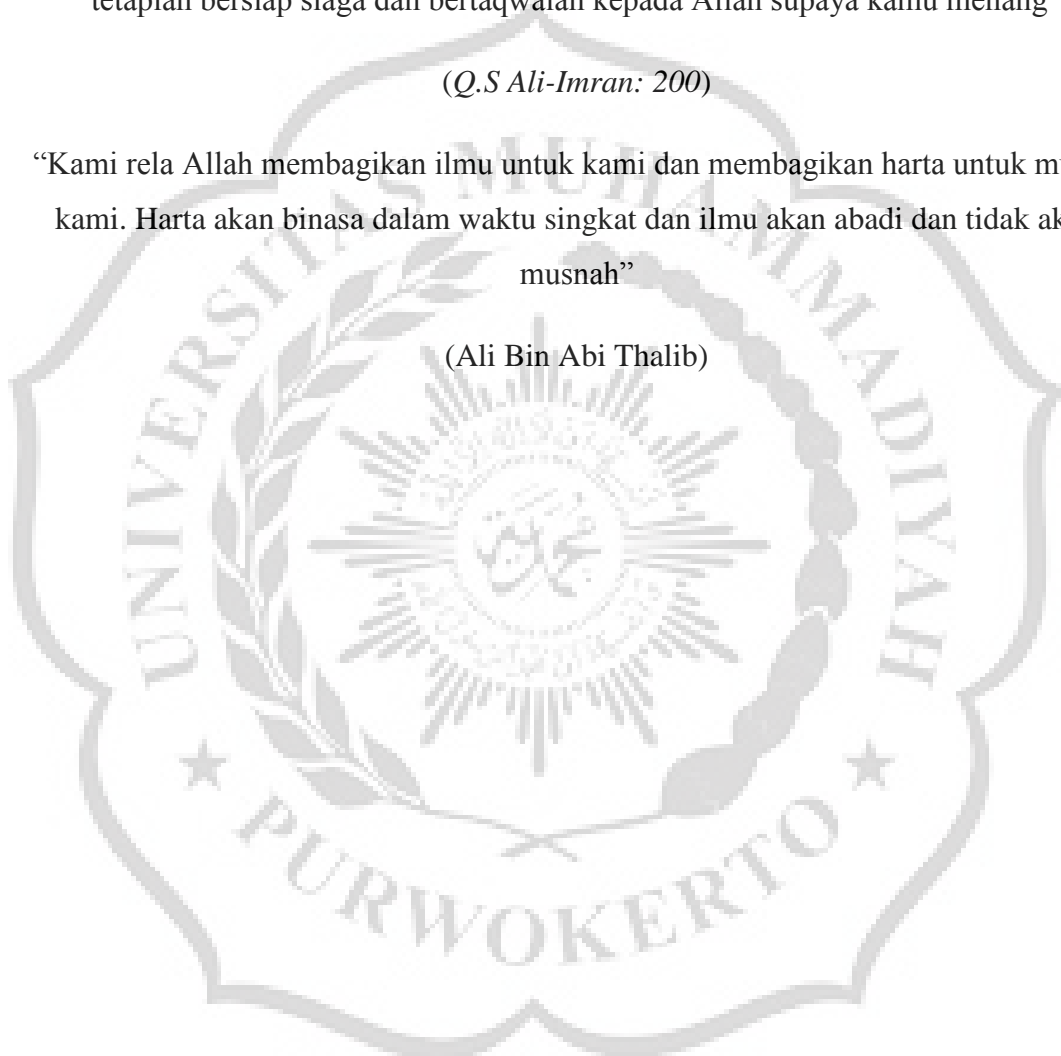 tetaplah bersiap siaga dan bertaqwalah kepada Allah supaya kamu menang
(Q.S Ali-Imran: 200)
“Kami rela Allah membagikan ilmu untuk kami dan membagikan harta untuk
kami. Harta akan binasa dalam waktu singkat dan ilmu akan abadi dan tidak
musnah”
(Ali Bin Abi Thalib)
UNIVERSITAS MUHAMMADIYAH
PURWOKERTO